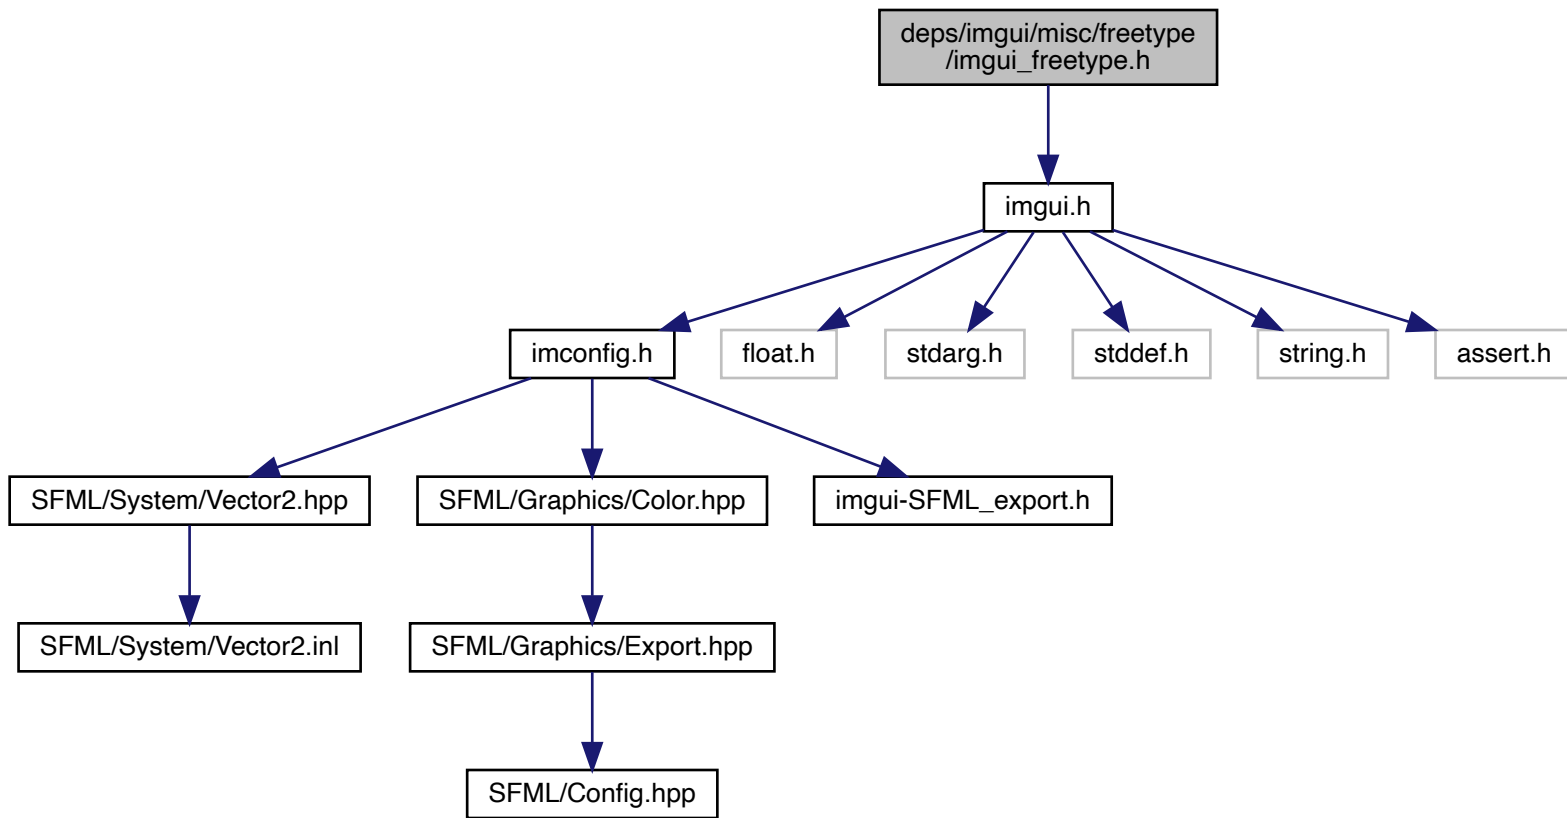 deps/imgui/misc/freetype
/imgui_freetype.h
imgui.h
imconfig.h
float.h
stdarg.h
stddef.h
string.h
assert.h
SFML/System/Vector2.hpp
SFML/Graphics/Color.hpp
imgui-SFML_export.h
SFML/System/Vector2.inl
SFML/Graphics/Export.hpp
SFML/Config.hpp